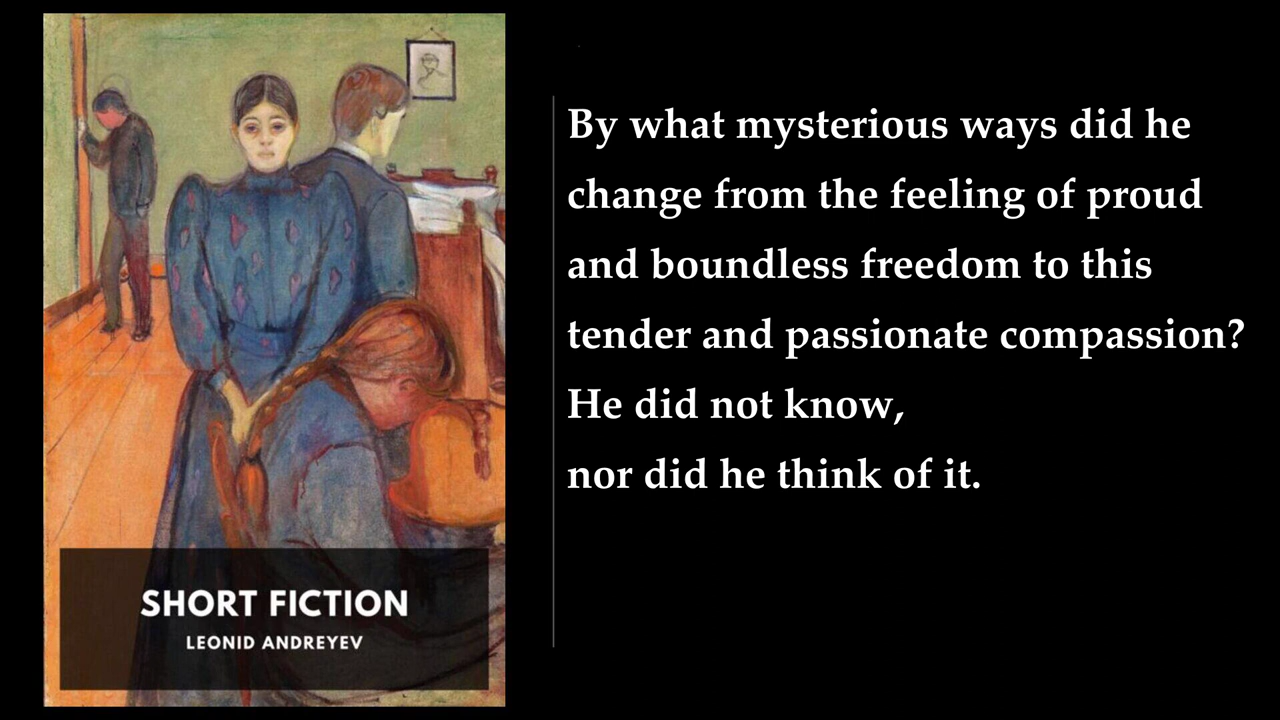 By what mysterious ways did he
change from the feeling of proud
and boundless freedom to this
tender and passionate compassion?
He did not know,
nor did he think of it.
SHORT FICTION
LEONID ANDREYEV